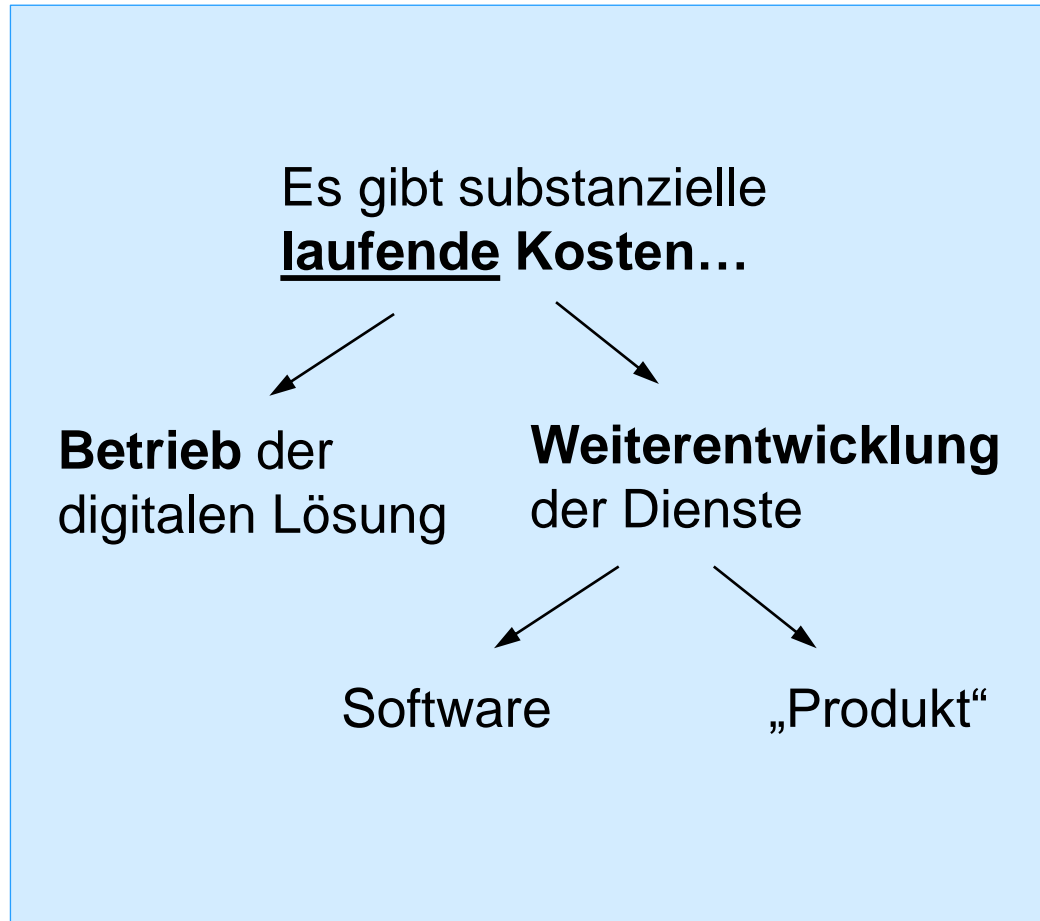 Es gibt substanzielle
laufende Kosten…
Betrieb der
digitalen Lösung
Weiterentwicklung
der Dienste
Software
„Produkt“